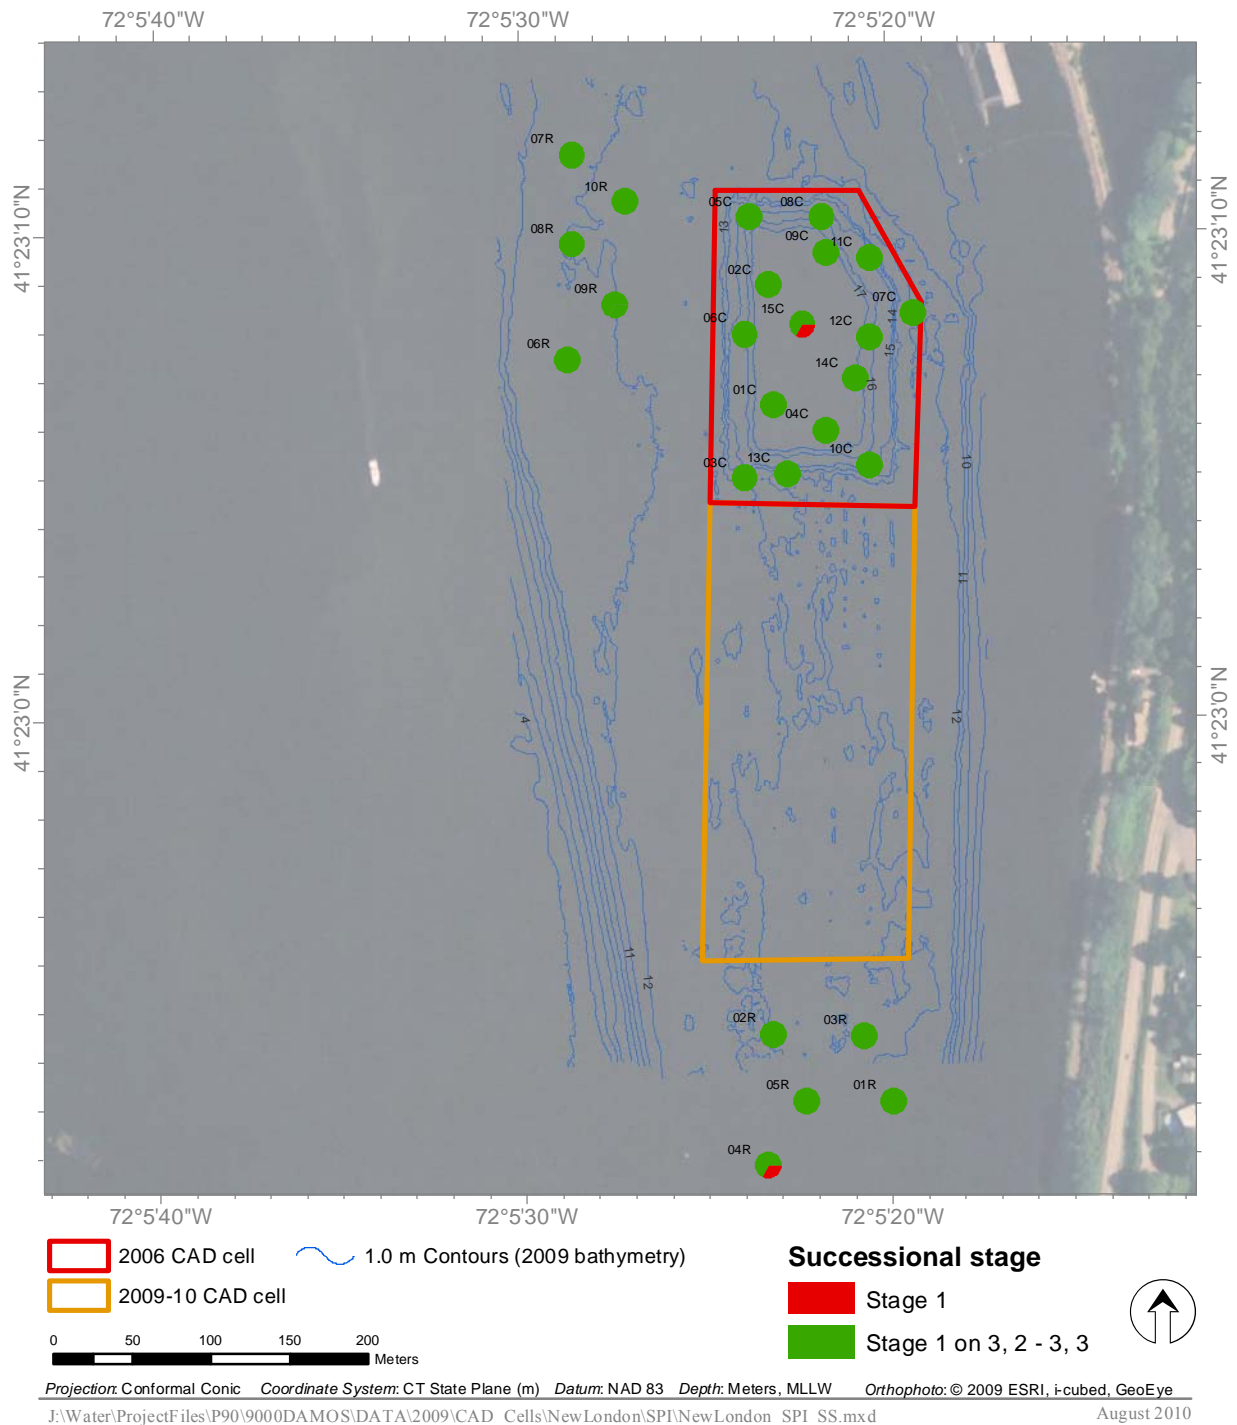 72°5'40"W 72°5'30"W 72°5'20"W
41°23'10"N 41°23'10"N
41°23'0"N 41°23'0"N
07R
10R
08R
09R
06R
05C 08C
13
09C 11C
02C
17
07C
15C
14
06C 12C
15
14C
16
01C
04C
10C
03C 13C
10
11
4
12
11
12
02R 03R
05R 01R
04R
72°5'40"W 72°5'30"W 72°5'20"W
2006 CAD cell 1.0 m Contours (2009 bathymetry)
2009-10 CAD cell
Successional stage
Stage 1
Stage 1 on 3, 2 - 3, 3
0 50 100 150 200
Meters
Projection: Conformal Conic Coordinate System: CT State Plane (m) Datum: NAD 83 Depth: Meters, MLLW Orthophoto: © 2009 ESRI, i-cubed, GeoEye
J:\Water\ProjectFiles\P90\9000DAMOS\DATA\2009\CAD_Cells\NewLondon\SPI\NewLondon_SPI_SS.mxd August 2010